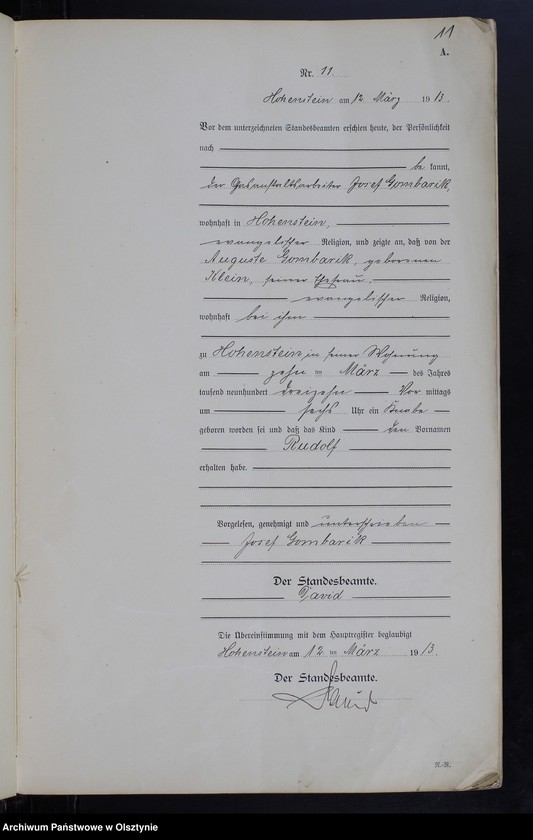 11
A.
Nr. 11.
Hohenstein am 12. März 1913.
Vor dem unterzeichneten Standesbeamten erschien heute, der Persönlichkeit
nach
bekannt,
der Gasanstaltsarbeiter Josef Gombarik,
wohnhaft in Hohenstein,
evangelischer Religion, und zeigte an, daß von der
Auguste Gombarik, geborenen
Klein, seiner Ehefrau,
evangelischer Religion,
wohnhaft bei ihm
zu Hohenstein, in seiner Wohnung
am zehn ten März des Jahres
tausend neunhundert dreizehn Vor mittags
um sechs Uhr ein Knabe
geboren worden sei und daß das Kind den Vornamen
Rudolf
erhalten habe.
Vorgelesen, genehmigt und unterschrieben
Josef Gombarik
Der Standesbeamte.
David
Die Übereinstimmung mit dem Hauptregister beglaubigt
Hohenstein am 12 ten März 1913.
Der Standesbeamte.
David
R.-R.
Archiwum Państwowe w Olsztynie